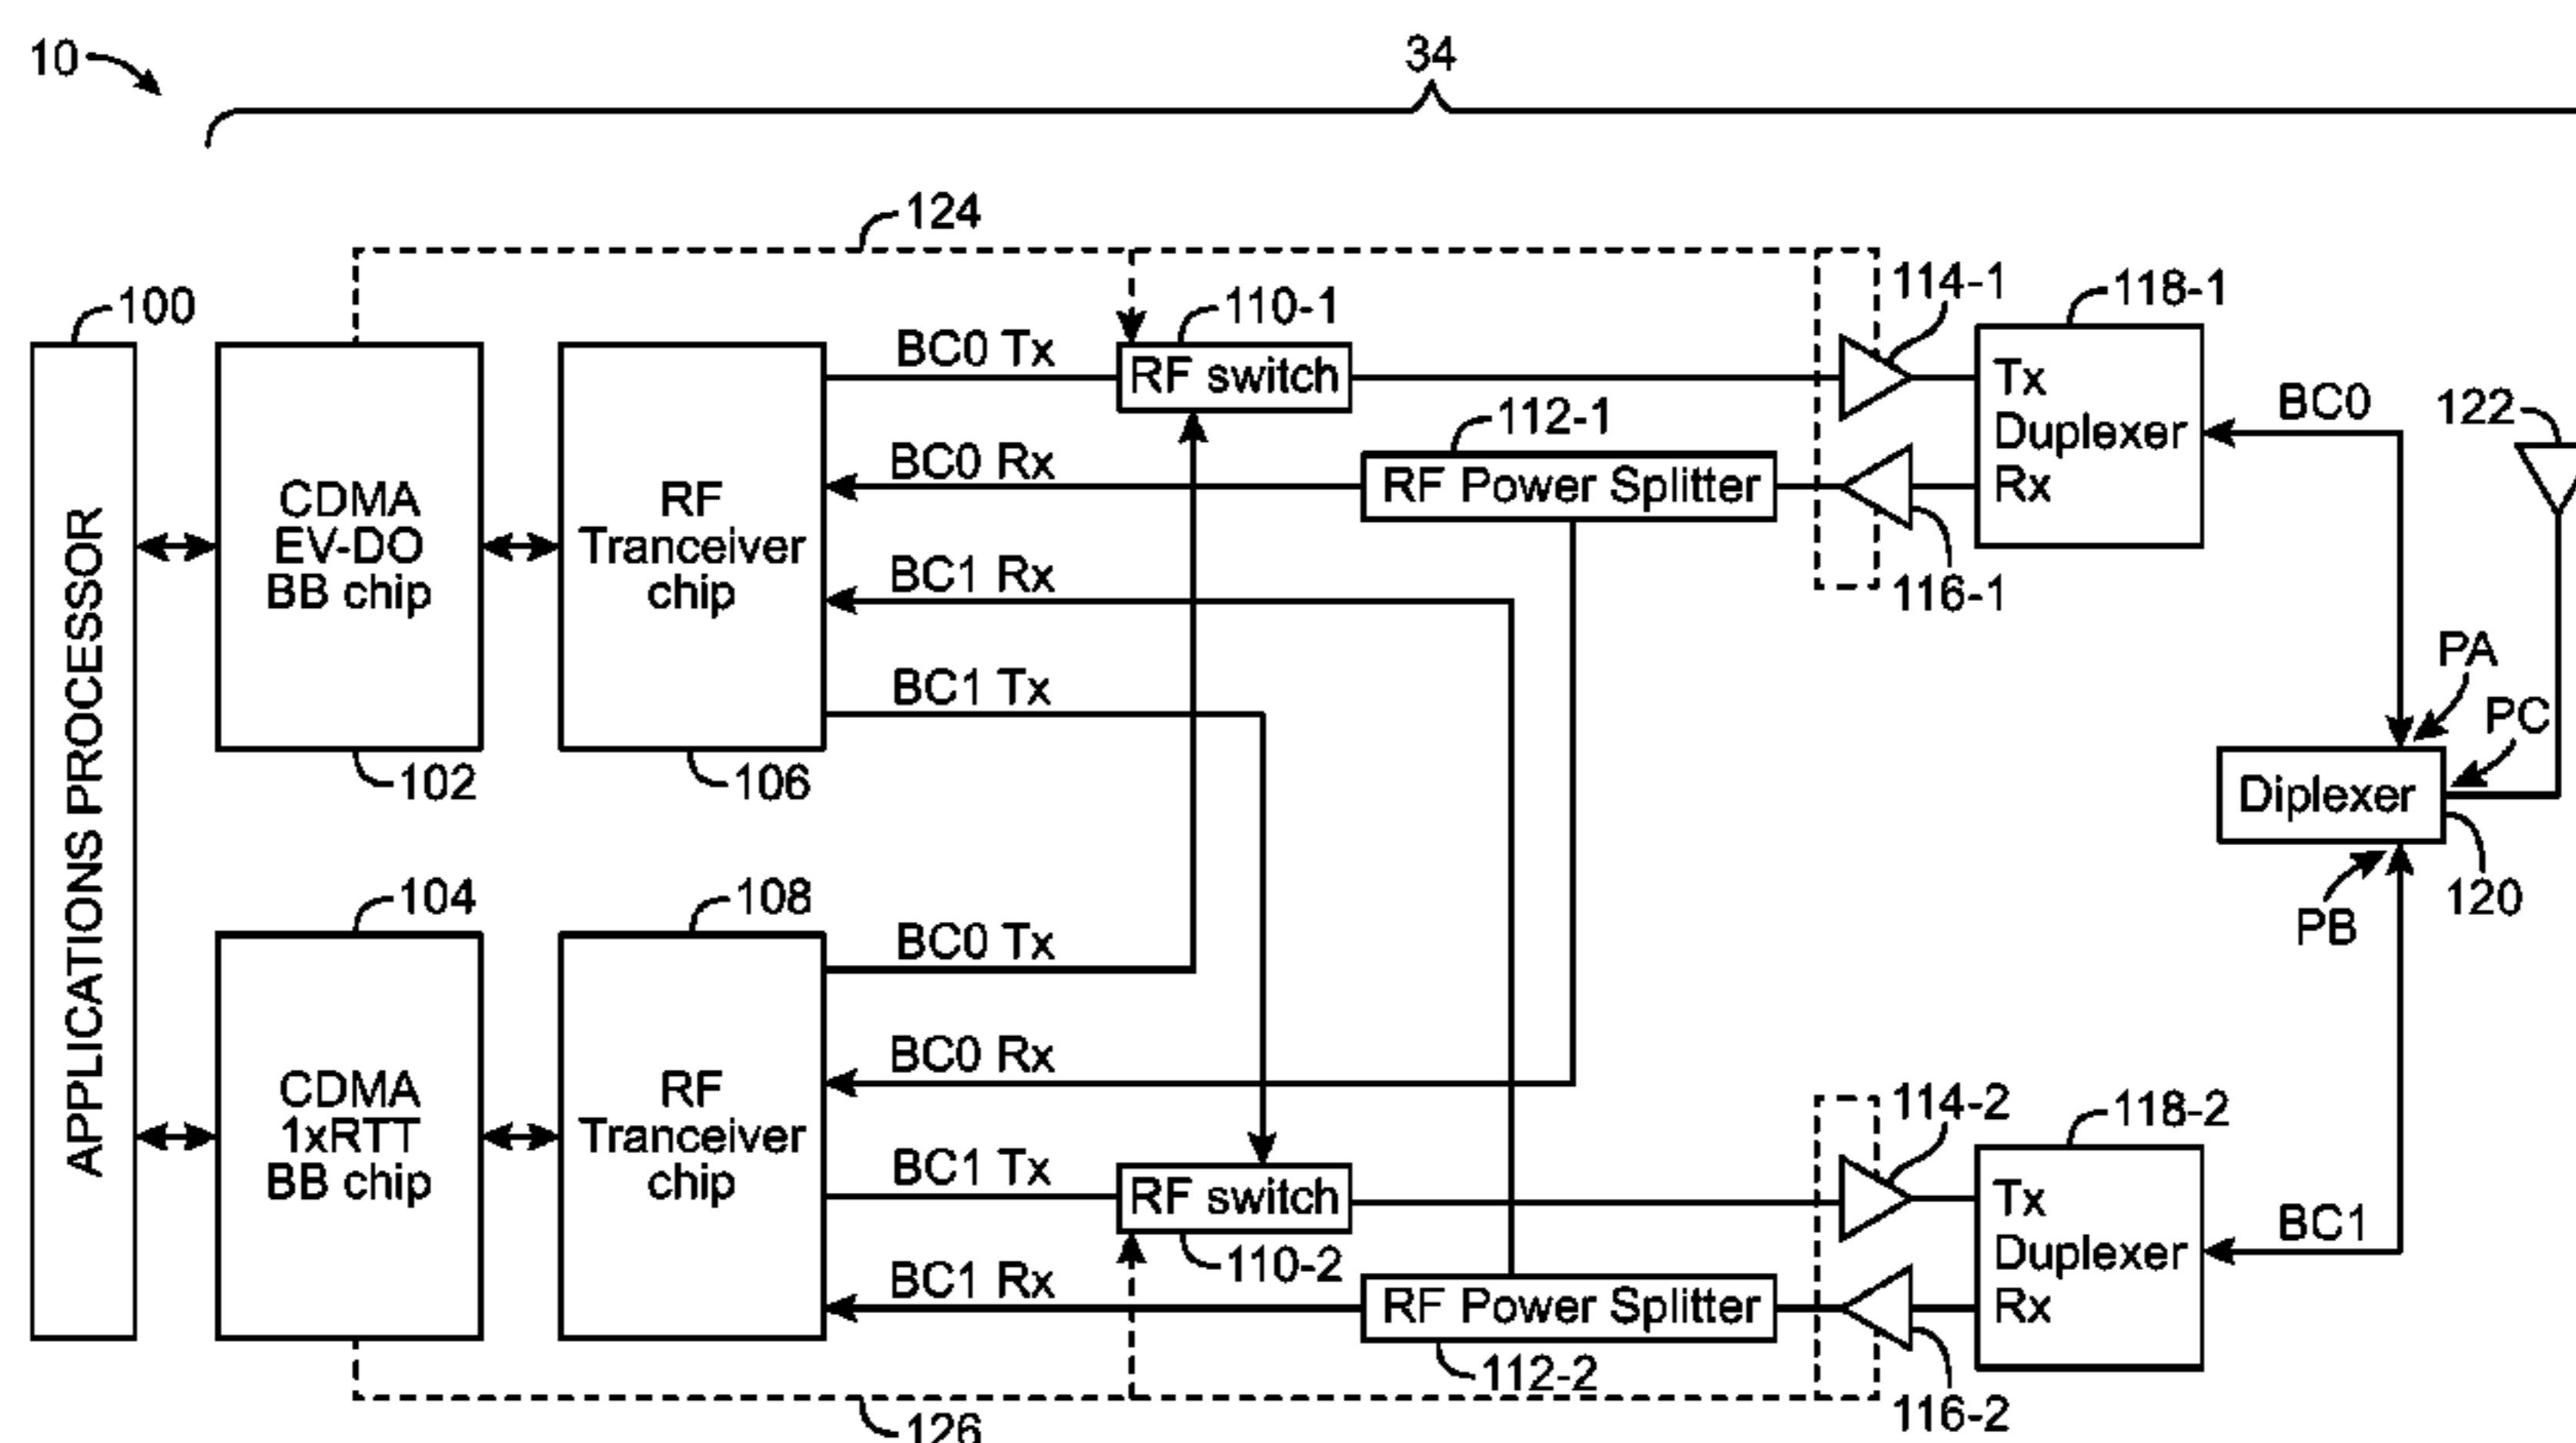 10
34
124
100
110-1
114-1
118-1
BC0 Tx
RF switch
Tx
Duplexer
Rx
BC0
122
112-1
BC0 Rx
RF Power Splitter
CDMA
EV-DO
BB chip
RF
Tranceiver
chip
BC1 Rx
116-1
APPLICATIONS PROCESSOR
BC1 Tx
PA
PC
102
106
Diplexer
120
PB
104
108
BC0 Tx
CDMA
1xRTT
BB chip
RF
Tranceiver
chip
BC0 Rx
114-2
118-2
BC1 Tx
RF switch
Tx
Duplexer
Rx
BC1
110-2
BC1 Rx
RF Power Splitter
112-2
116-2
126